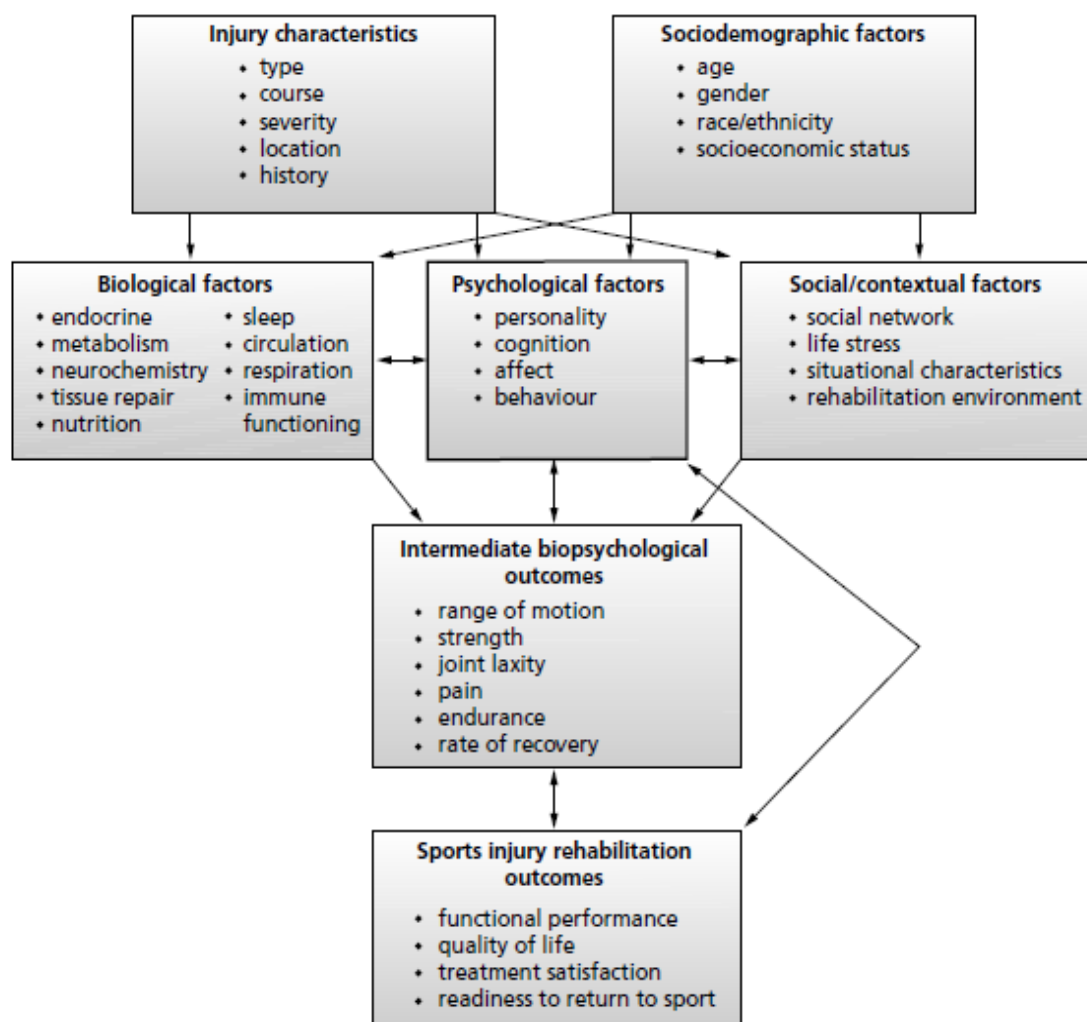 Injury characteristics
• type
• course
• severity
• location
• history
Sociodemographic factors
• age
• gender
• race/ethnicity
• socioeconomic status
Biological factors
• endocrine
• metabolism
• neurochemistry
• tissue repair
• nutrition
• sleep
• circulation
• respiration
• immune
functioning
Psychological factors
• personality
• cognition
• affect
• behaviour
Social/contextual factors
• social network
• life stress
• situational characteristics
• rehabilitation environment
Intermediate biopsychological
outcomes
• range of motion
• strength
• joint laxity
• pain
• endurance
• rate of recovery
Sports injury rehabilitation
outcomes
• functional performance
• quality of life
• treatment satisfaction
• readiness to return to sport